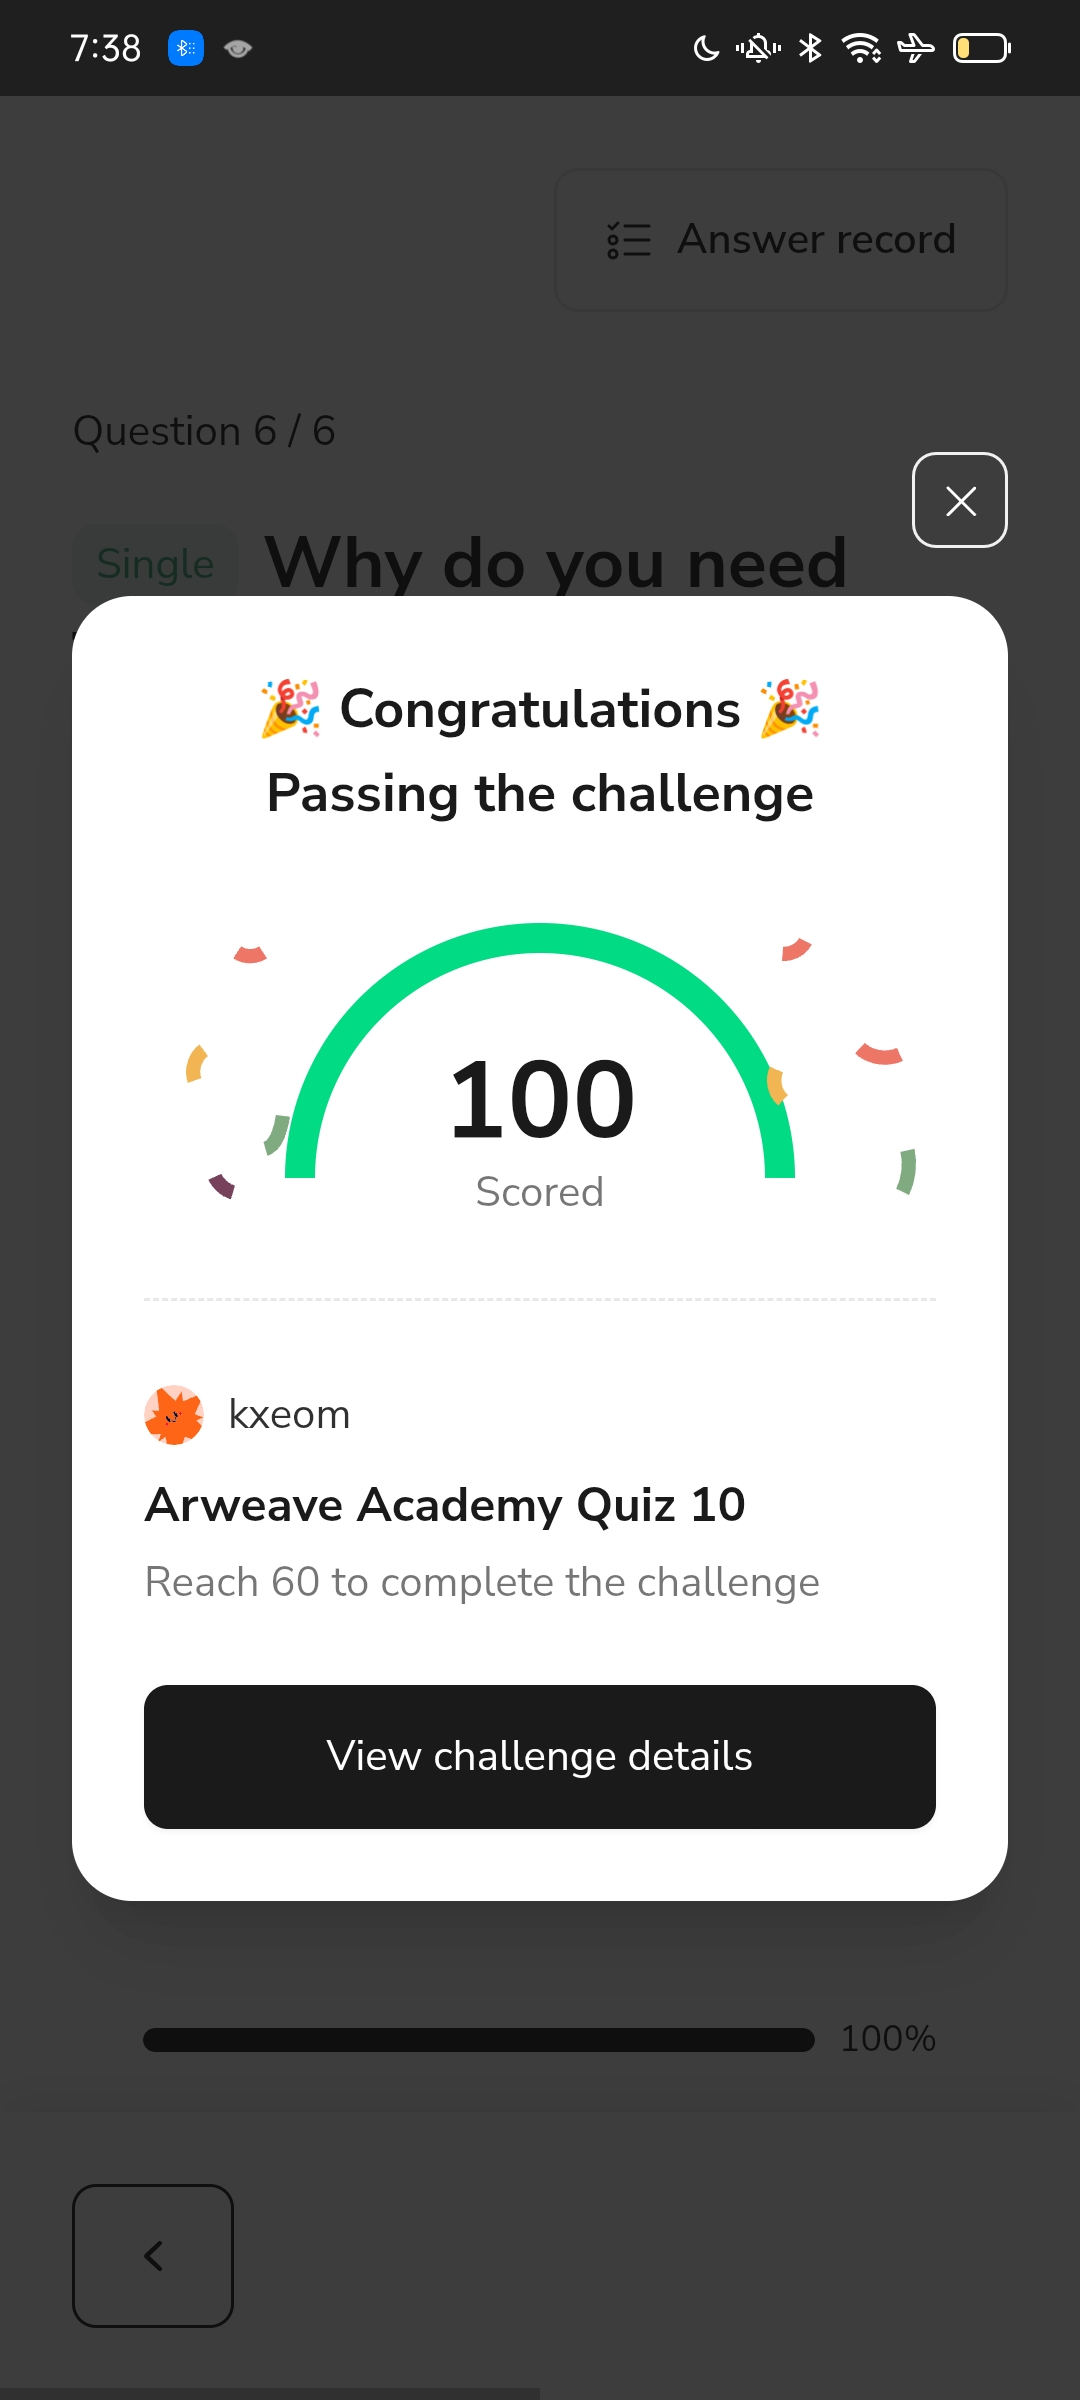 7:38
Answer record
Question 6 / 6
Single Why do you need
🎉 Congratulations 🎉
Passing the challenge
100
Scored
kxeom
Arweave Academy Quiz 10
Reach 60 to complete the challenge
View challenge details
100%